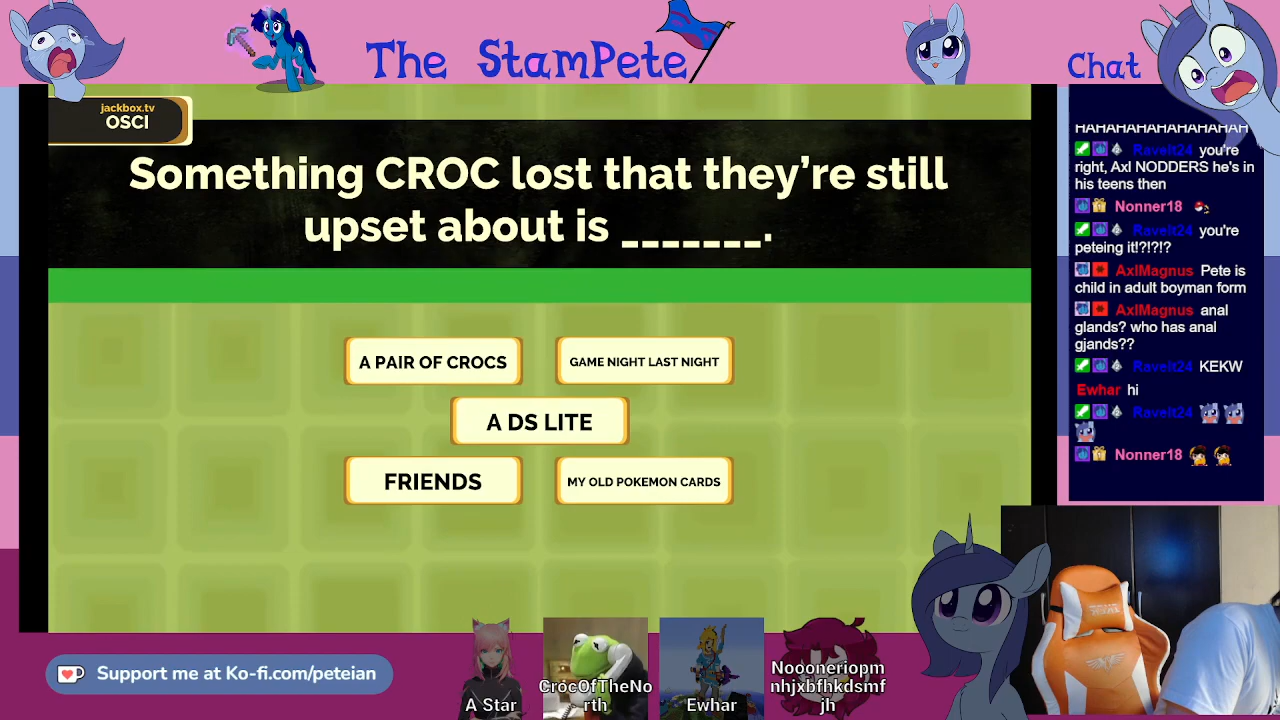 The StamPete
Chat
jackbox.tv
OSCI
Something CROC lost that they're still
upset about is _______.
A PAIR OF CROCS
GAME NIGHT LAST NIGHT
A DS LITE
FRIENDS
MY OLD POKEMON CARDS
HAHAHAHAHAHAHAHAH
Ravelt24 you're
right, Axl NODDERS he's in
his teens then
Nonner18
Ravelt24 you're
peteing it!?!?!?
AxlMagnus Pete is
child in adult boyman form
AxlMagnus anal
glands? who has anal
gjands??
Ravelt24 KEKW
Ewhar hi
Ravelt24
Nonner18
Support me at Ko-fi.com/peteian
A Star
CrocOfTheNo
rth
Ewhar
Noooneriopm
nhjxbfhkdsmf
jh